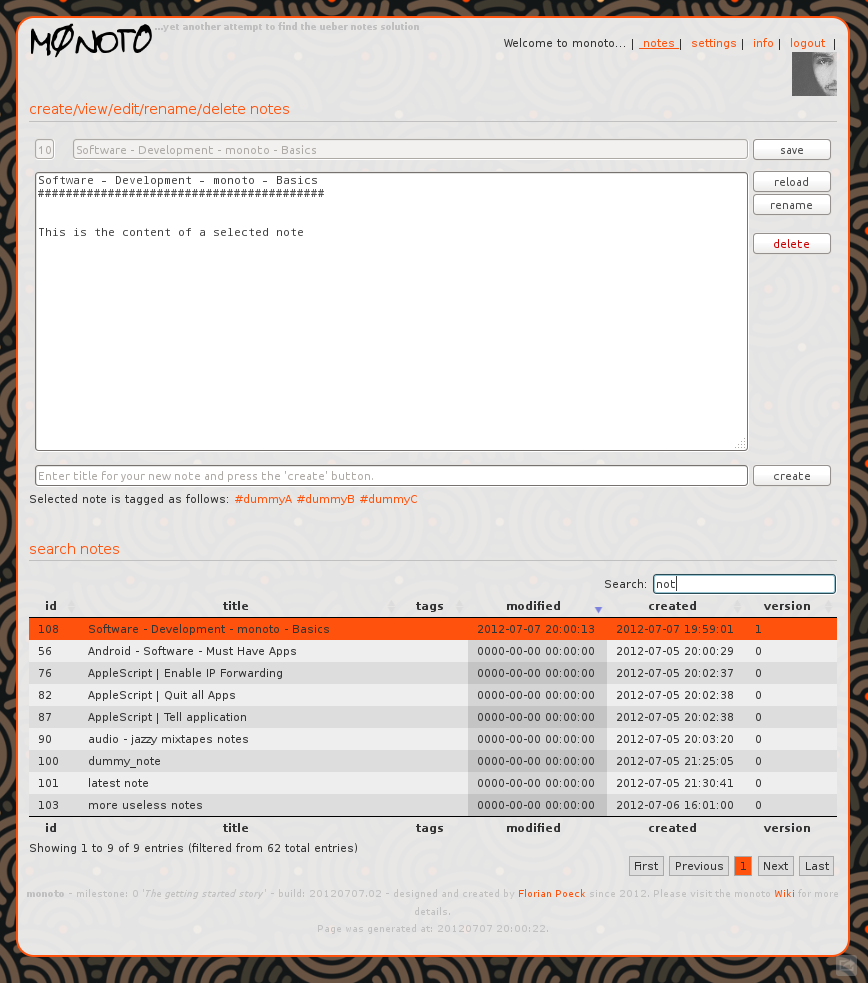 MØNOTO ...yet another attempt to find the ueber notes solution
Welcome to monoto... | notes | settings | info | logout |
create/view/edit/rename/delete notes
10 Software - Development - monoto - Basics save
Software - Development - monoto - Basics reload
#########################################
rename
This is the content of a selected note
delete
Enter title for your new note and press the 'create' button. create
Selected note is tagged as follows: #dummyA #dummyB #dummyC
search notes
Search: not
id title tags modified created version
108 Software - Development - monoto - Basics 2012-07-07 20:00:13 2012-07-07 19:59:01 1
56 Android - Software - Must Have Apps 0000-00-00 00:00:00 2012-07-05 20:00:29 0
76 AppleScript | Enable IP Forwarding 0000-00-00 00:00:00 2012-07-05 20:02:37 0
82 AppleScript | Quit all Apps 0000-00-00 00:00:00 2012-07-05 20:02:38 0
87 AppleScript | Tell application 0000-00-00 00:00:00 2012-07-05 20:02:38 0
90 audio - jazzy mixtapes notes 0000-00-00 00:00:00 2012-07-05 20:03:20 0
100 dummy_note 0000-00-00 00:00:00 2012-07-05 21:25:05 0
101 latest note 0000-00-00 00:00:00 2012-07-05 21:30:41 0
103 more useless notes 0000-00-00 00:00:00 2012-07-06 16:01:00 0
id title tags modified created version
Showing 1 to 9 of 9 entries (filtered from 62 total entries)
First Previous 1 Next Last
monoto - milestone: 0 'The getting started story' - build: 20120707.02 - designed and created by Florian Poeck since 2012. Please visit the monoto Wiki for more
details.
Page was generated at: 20120707 20:00:22.